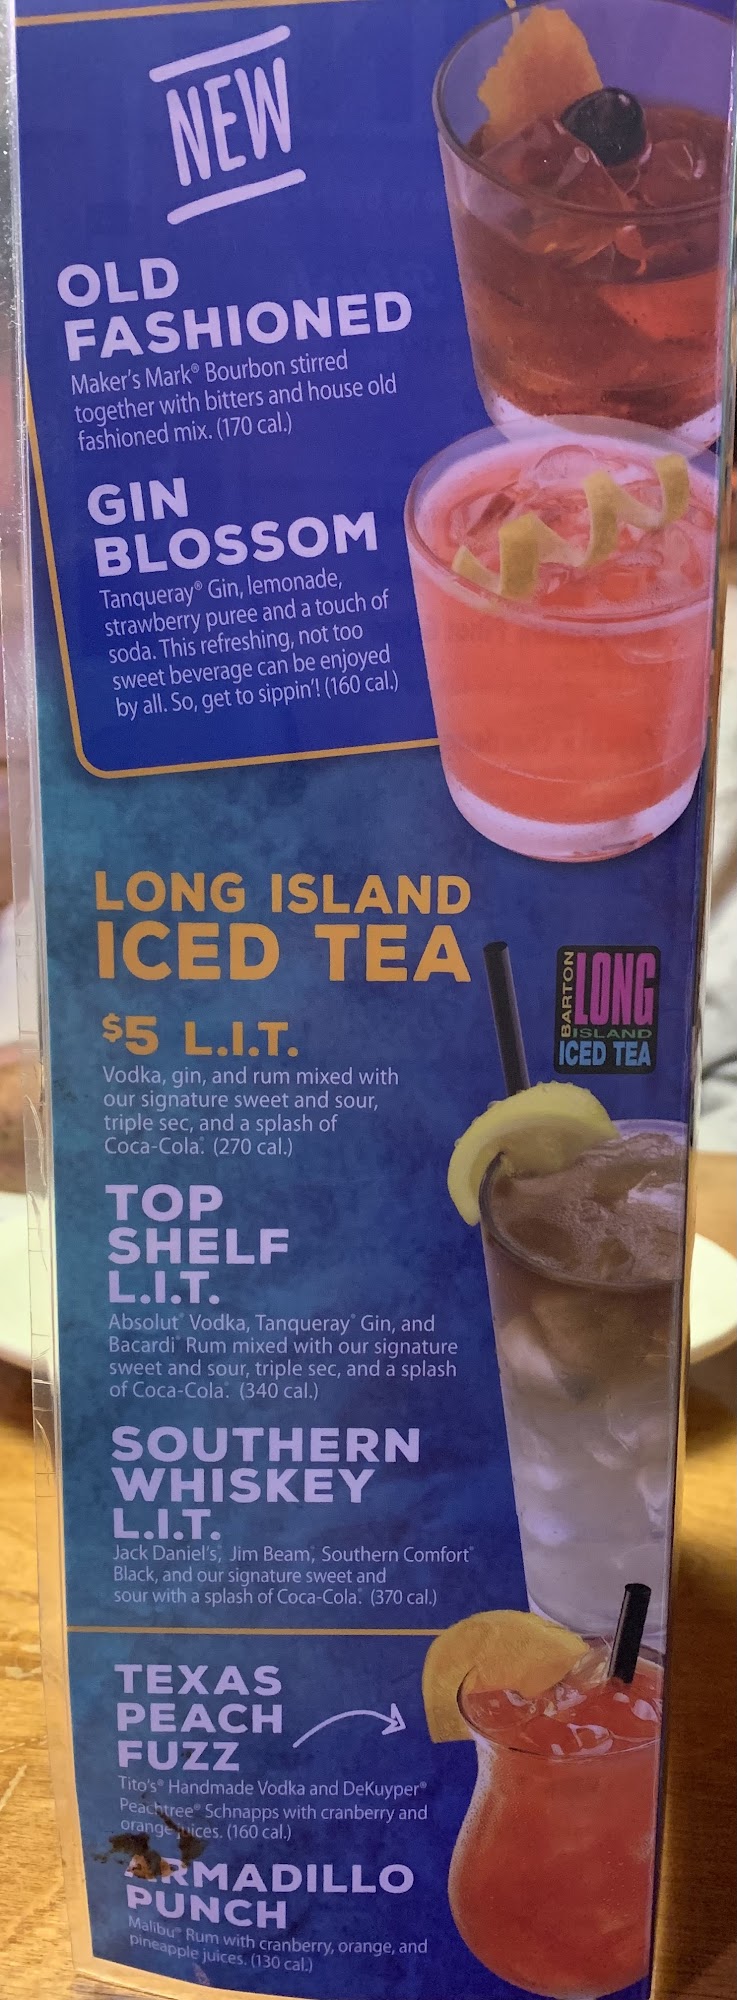 NEW
OLD
FASHIONED
Maker's Mark® Bourbon stirred
together with bitters and house old
fashioned mix. (170 cal.)
GIN
BLOSSOM
Tanqueray® Gin, lemonade,
strawberry puree and a touch of
soda. This refreshing, not too
sweet beverage can be enjoyed
by all. So, get to sippin'! (160 cal.)
LONG ISLAND
ICED TEA
BARTON
LONG
ISLAND
ICED TEA
$5 L.I.T.
Vodka, gin, and rum mixed with
our signature sweet and sour,
triple sec, and a splash of
Coca-Cola®. (270 cal.)
TOP
SHELF
L.I.T.
Absolut® Vodka, Tanqueray® Gin, and
Bacardi® Rum mixed with our signature
sweet and sour, triple sec, and a splash
of Coca-Cola®. (340 cal.)
SOUTHERN
WHISKEY
L.I.T.
Jack Daniel's®, Jim Beam®, Southern Comfort®
Black, and our signature sweet and
sour with a splash of Coca-Cola®. (370 cal.)
TEXAS
PEACH
FUZZ
Tito's® Handmade Vodka and DeKuyper®
Peachtree® Schnapps with cranberry and
orange juices. (160 cal.)
ARMADILLO
PUNCH
Malibu® Rum with cranberry, orange, and
pineapple juices. (130 cal.)